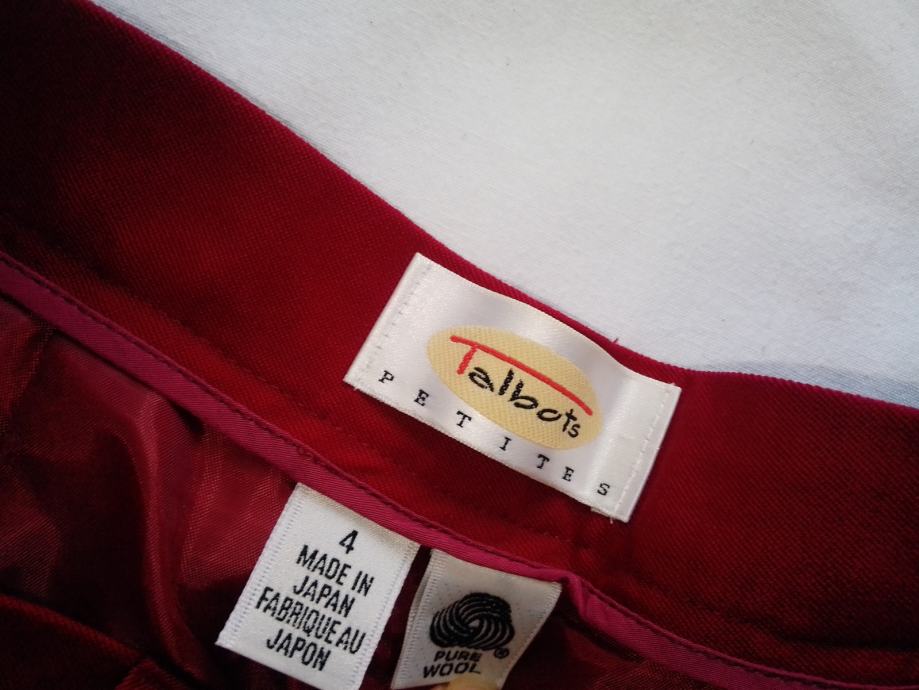 Talbots
PETITES
4
MADE IN
JAPAN
FABRIQUE AU
JAPON
PURE
WOOL